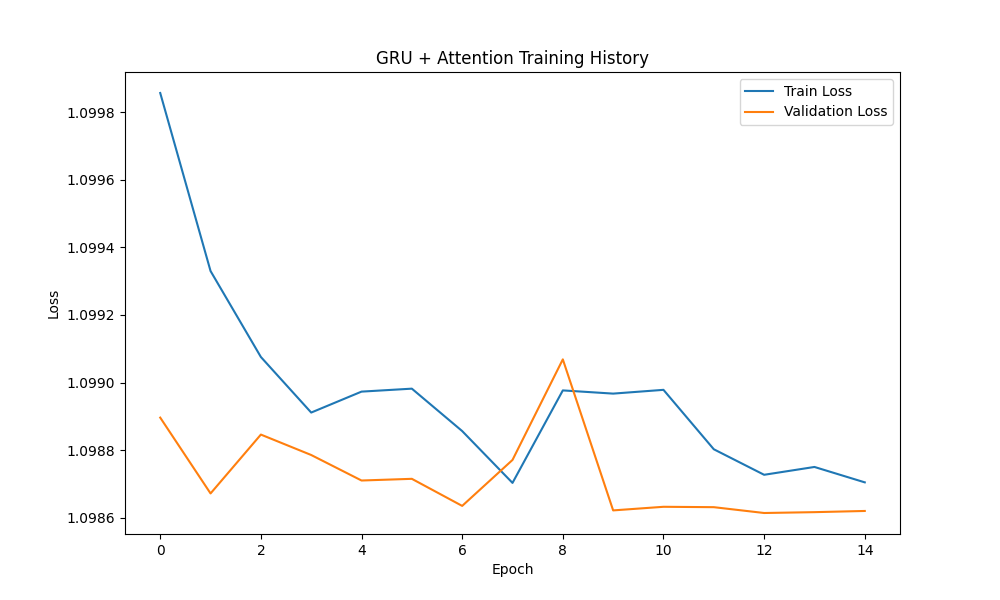 GRU + Attention Training History
Train Loss
Validation Loss
1.0998
1.0996
1.0994
1.0992
1.0990
1.0988
1.0986
Loss
0 2 4 6 8 10 12 14
Epoch